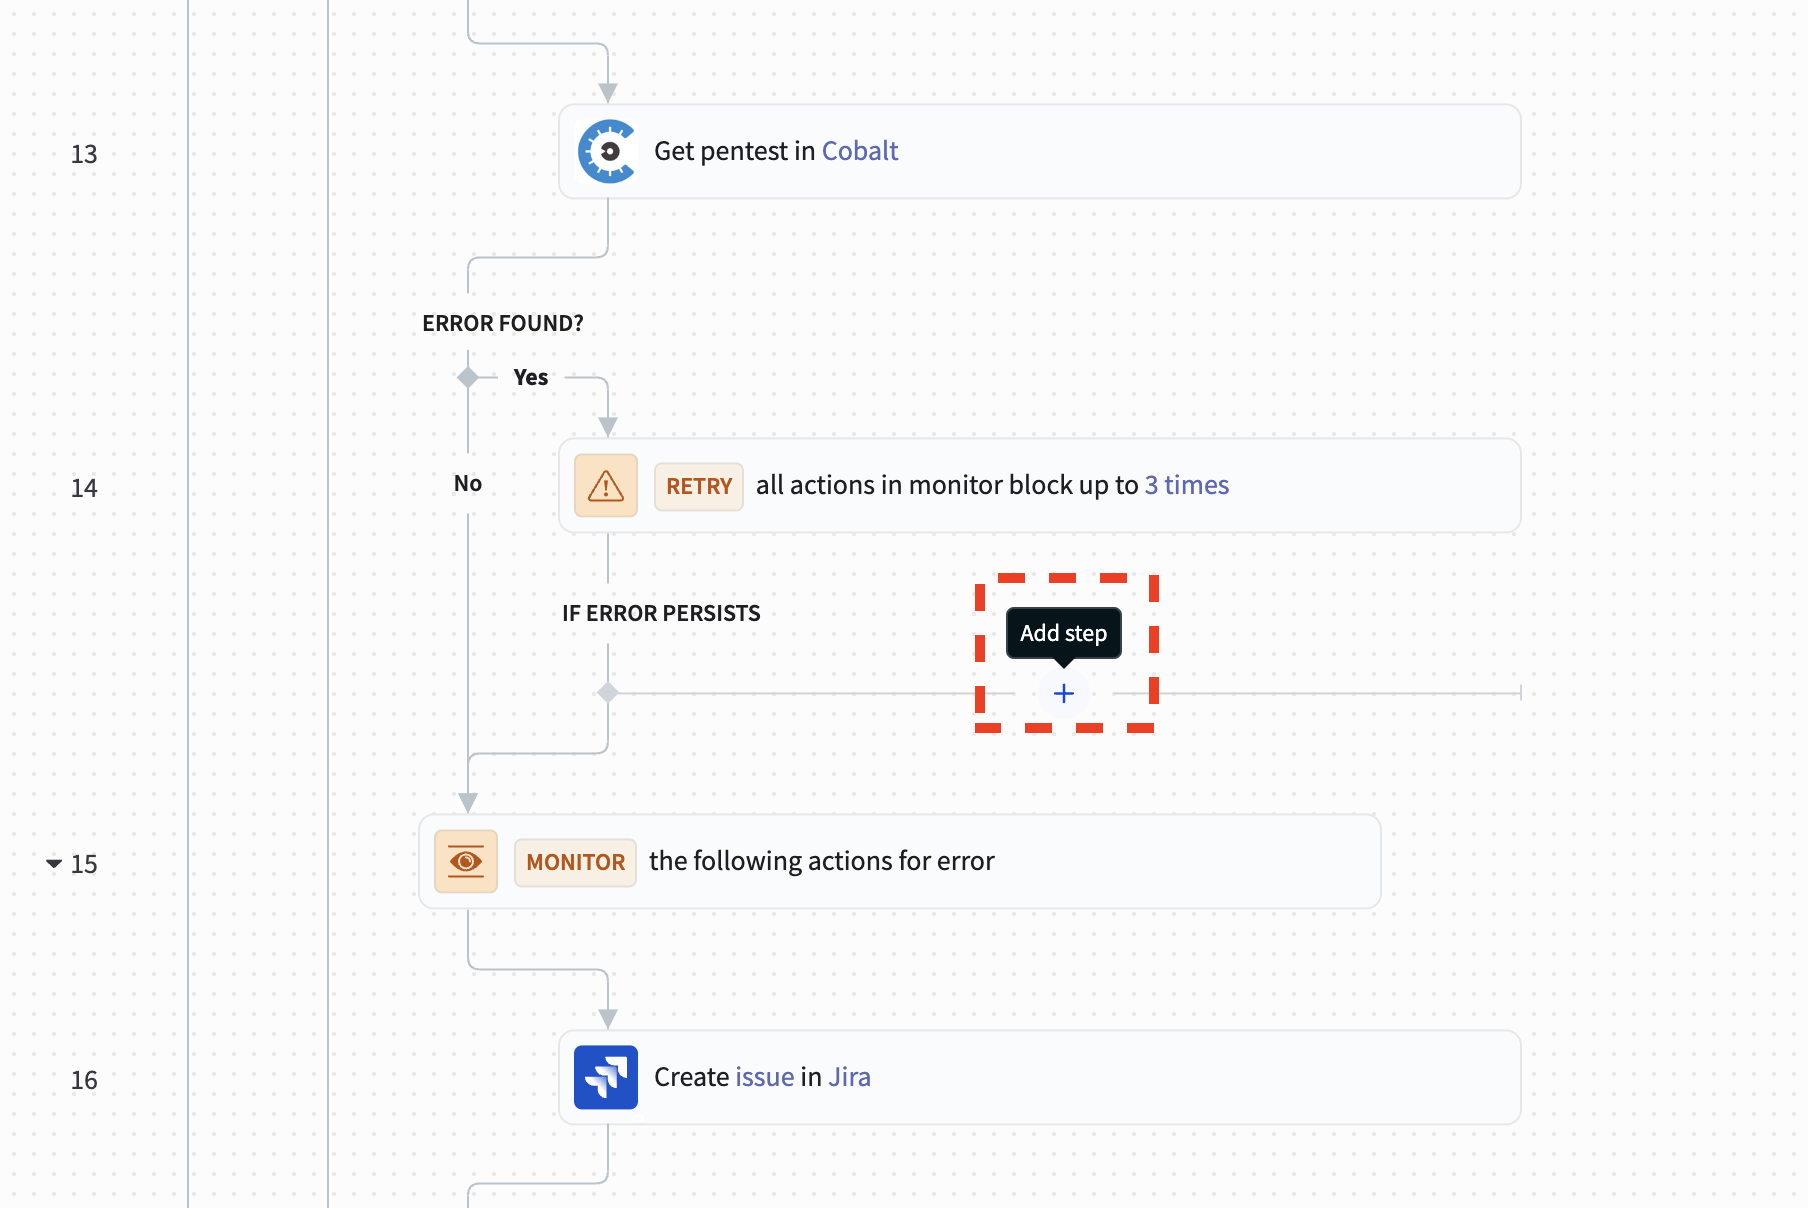 13
Get pentest in Cobalt
ERROR FOUND?
Yes
14
No
RETRY all actions in monitor block up to 3 times
IF ERROR PERSISTS
Add step
15
MONITOR the following actions for error
16
Create issue in Jira